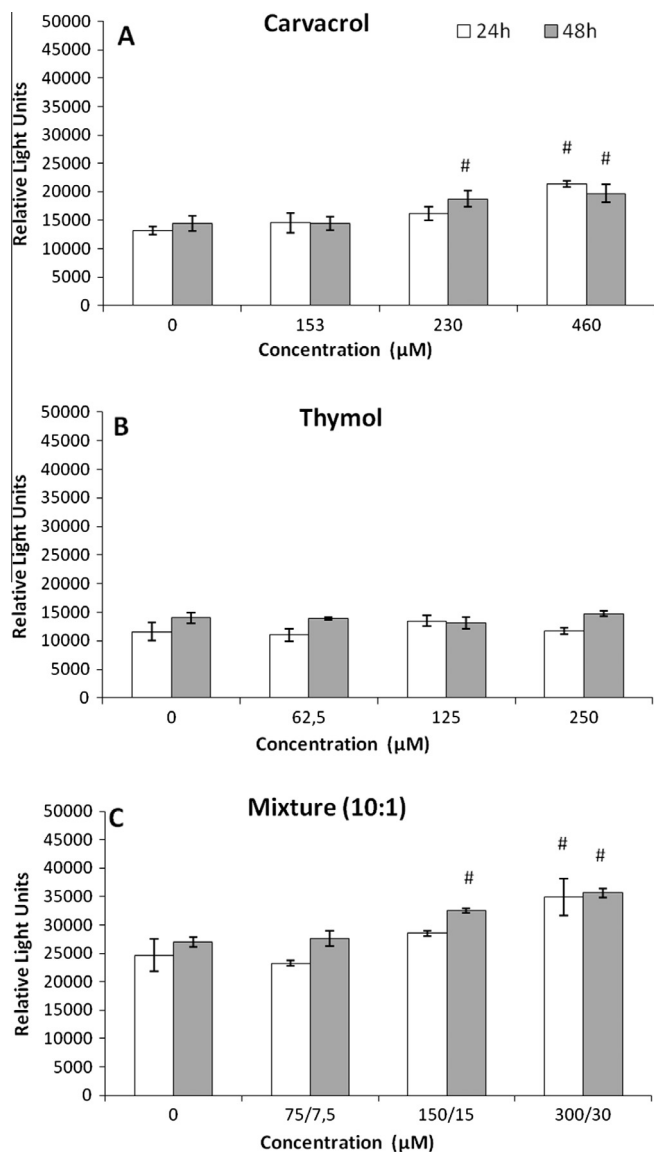 A
Carvacrol
24h 48h
50000
45000
40000
35000
30000
25000
20000
15000
10000
5000
0
Relative Light Units
# # #
0 153 230 460
Concentration (µM)
B
Thymol
50000
45000
40000
35000
30000
25000
20000
15000
10000
5000
0
Relative Light Units
0 62,5 125 250
Concentration (µM)
C
Mixture (10:1)
50000
45000
40000
35000
30000
25000
20000
15000
10000
5000
0
Relative Light Units
# # #
0 75/7,5 150/15 300/30
Concentration (µM)